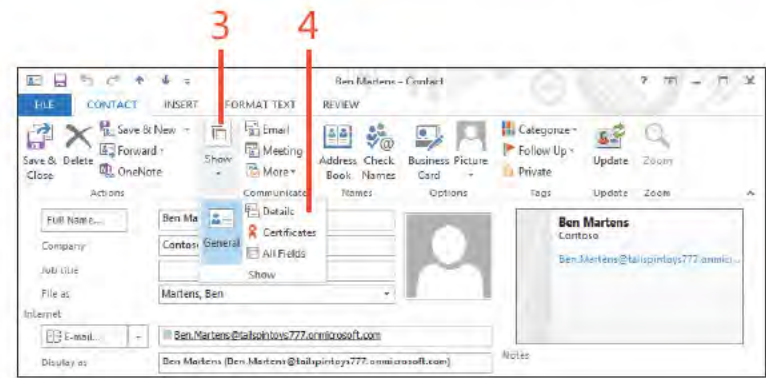 3 4
Ben Martens - Contact
FILE CONTACT INSERT FORMAT TEXT REVIEW
Save & Close
Delete
Save & New
Forward
OneNote
Actions
Show
Email
Meeting
More
Communicate
Address Book
Check Names
Names
Business Card
Picture
Options
Categorize
Follow Up
Private
Tags
Update
Update
Zoom
Zoom
General
Details
Certificates
All Fields
Show
Full Name...
Ben Ma
Company
Contos
Job title
File as
Martens, Ben
Internet
E-mail...
Ben.Martens@tailspintoys777.onmicrosoft.com
Display as
Ben Martens (Ben.Martens@tailspintoys777.onmicrosoft.com)
Ben Martens
Contoso
Ben.Martens@tailspintoys777.onmicr...
Notes